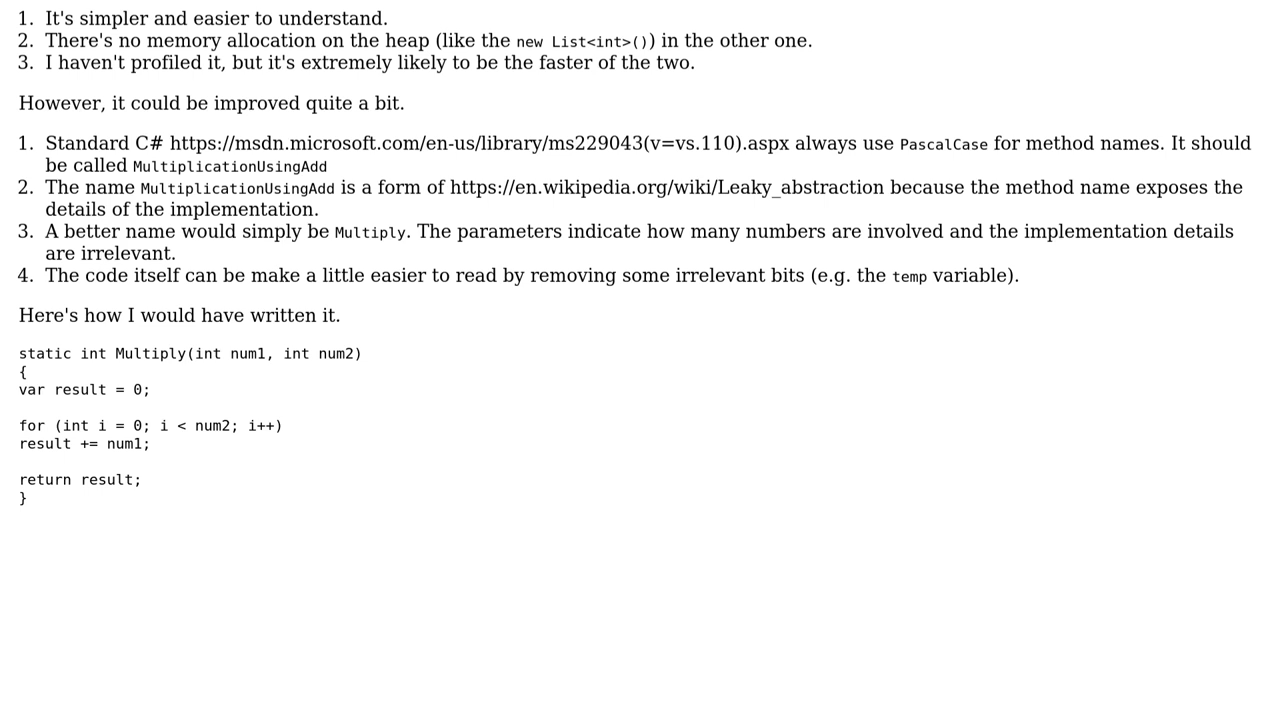 1. It's simpler and easier to understand.
2. There's no memory allocation on the heap (like the new List<int>()) in the other one.
3. I haven't profiled it, but it's extremely likely to be the faster of the two.
However, it could be improved quite a bit.
1. Standard C# https://msdn.microsoft.com/en-us/library/ms229043(v=vs.110).aspx always use PascalCase for method names. It should
be called MultiplicationUsingAdd
2. The name MultiplicationUsingAdd is a form of https://en.wikipedia.org/wiki/Leaky_abstraction because the method name exposes the
details of the implementation.
3. A better name would simply be Multiply. The parameters indicate how many numbers are involved and the implementation details
are irrelevant.
4. The code itself can be make a little easier to read by removing some irrelevant bits (e.g. the temp variable).
Here's how I would have written it.
static int Multiply(int num1, int num2)
{
var result = 0;
for (int i = 0; i < num2; i++)
result += num1;
return result;
}